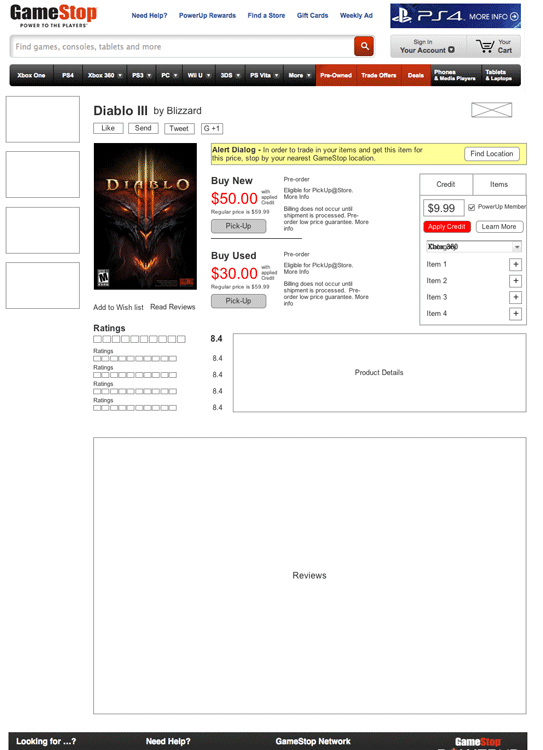 GameStop
POWER TO THE PLAYERS
Need Help? PowerUp Rewards Find a Store Gift Cards Weekly Ad
PS4 MORE INFO
Find games, consoles, tablets and more
Sign In
Your Account
Your
Cart
Xbox One PS4 Xbox 360 PS3 PC Wii U 3DS PS Vita More Pre-Owned Trade Offers Deals
Phones
& Media Players
Tablets
& Laptops
Diablo III by Blizzard
Like Send Tweet G +1
DIABLO
III
Alert Dialog - In order to trade in your items and get this item for
this price, stop by your nearest GameStop location.
Find Location
Buy New
$50.00 with
applied
Credit
Regular price is $59.99
Pick-Up
Pre-order
Eligible for PickUp@Store.
More Info
Billing does not occur until
shipment is processed. Pre-
order low price guarantee. More
info
Buy Used
$30.00 with
applied
Credit
Regular price is $59.99
Pick-Up
Pre-order
Eligible for PickUp@Store.
More Info
Billing does not occur until
shipment is processed. Pre-
order low price guarantee. More
info
Credit Items
$9.99 PowerUp Member
Apply Credit Learn More
Xbox 360
Item 1 +
Item 2 +
Item 3 +
Item 4 +
Add to Wish list Read Reviews
Ratings
8.4
Ratings
8.4
Ratings
8.4
Ratings
8.4
Ratings
8.4
Product Details
Reviews
Looking for ...? Need Help? GameStop Network GameStop